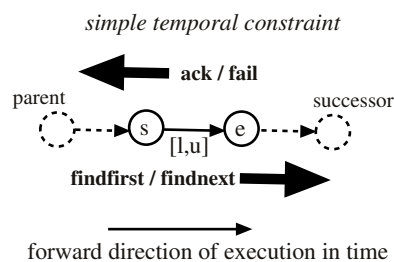 simple temporal constraint
ack / fail
parent
successor
s
e
[l,u]
findfirst / findnext
forward direction of execution in time